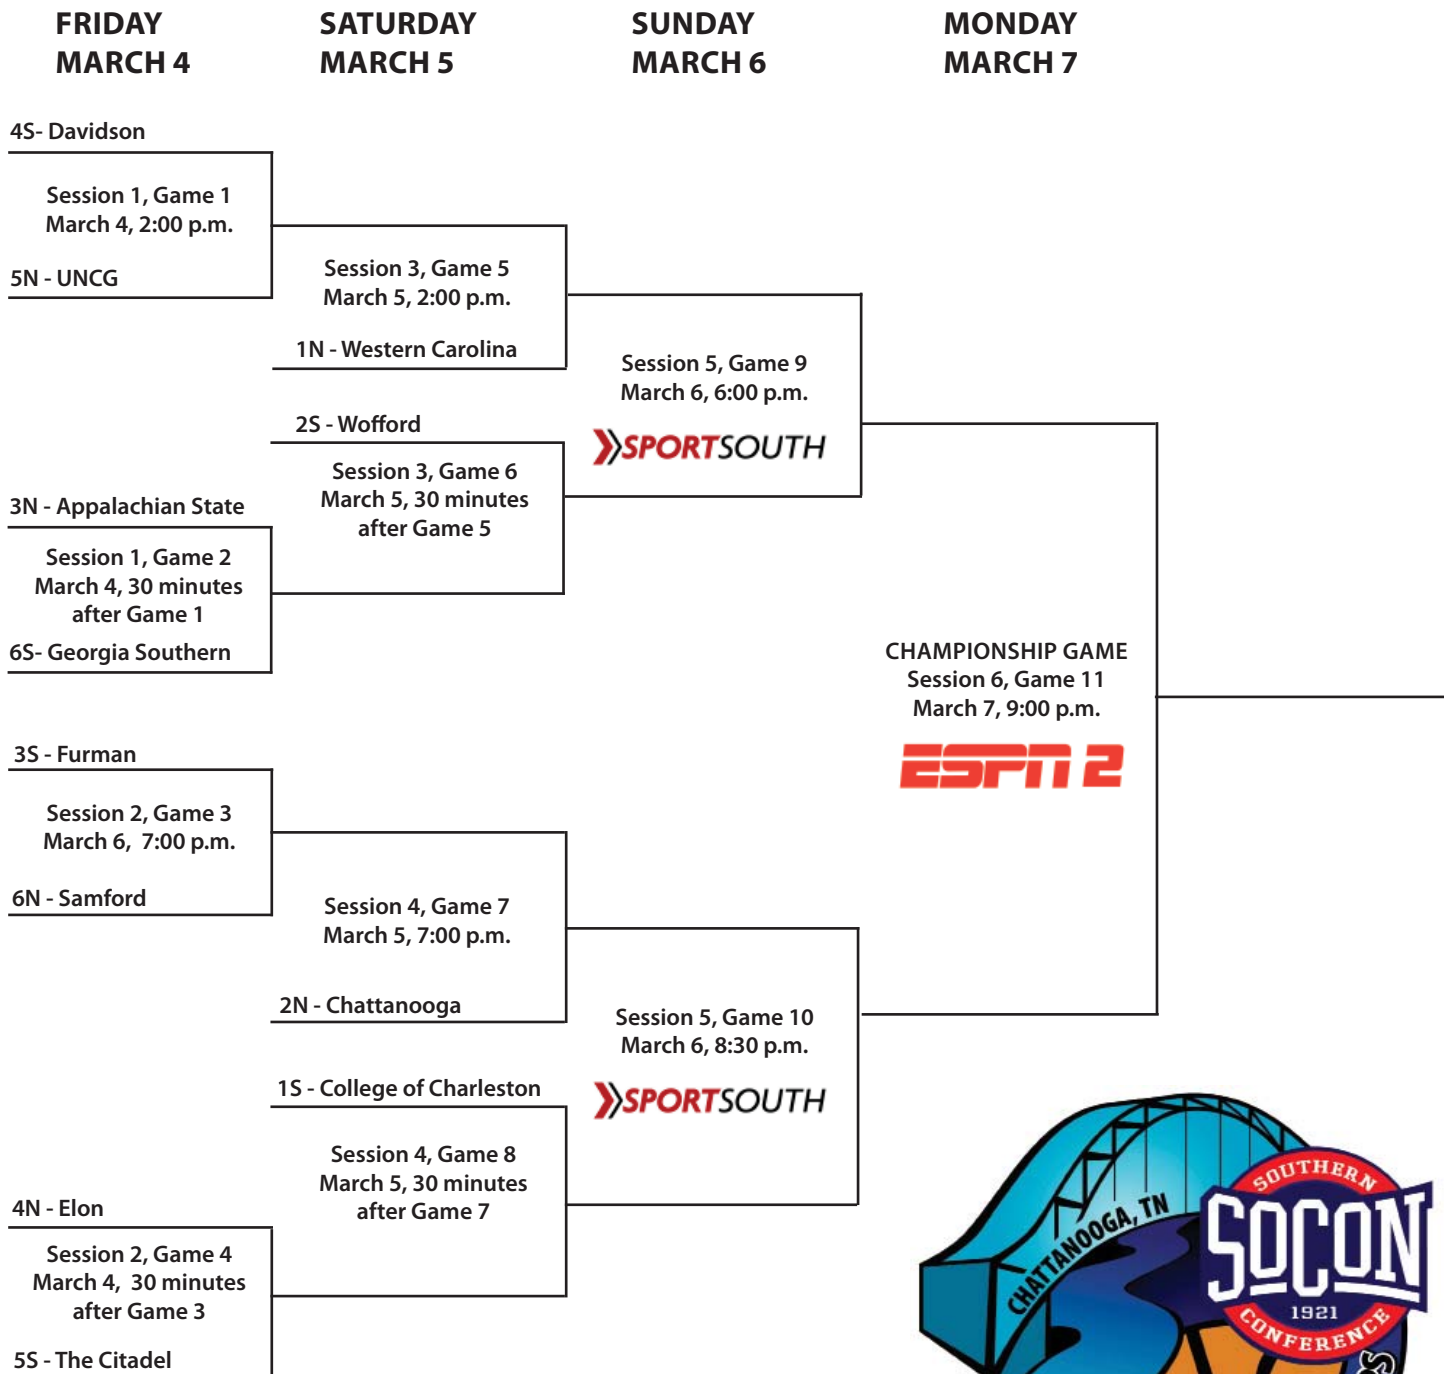 FRIDAY
MARCH 4
SATURDAY
MARCH 5
SUNDAY
MARCH 6
MONDAY
MARCH 7
4S- Davidson
Session 1, Game 1
March 4, 2:00 p.m.
5N - UNCG
Session 3, Game 5
March 5, 2:00 p.m.
1N - Western Carolina
2S - Wofford
Session 3, Game 6
March 5, 30 minutes
after Game 5
3N - Appalachian State
Session 1, Game 2
March 4, 30 minutes
after Game 1
6S- Georgia Southern
Session 5, Game 9
March 6, 6:00 p.m.
SPORTSOUTH
CHAMPIONSHIP GAME
Session 6, Game 11
March 7, 9:00 p.m.
ESPN 2
3S - Furman
Session 2, Game 3
March 6,  7:00 p.m.
6N - Samford
Session 4, Game 7
March 5, 7:00 p.m.
2N - Chattanooga
1S - College of Charleston
Session 4, Game 8
March 5, 30 minutes
after Game 7
4N - Elon
Session 2, Game 4
March 4,  30 minutes
after Game 3
5S - The Citadel
Session 5, Game 10
March 6, 8:30 p.m.
SPORTSOUTH
CHATTANOOGA, TN
SOUTHERN
SOCON
1921
CONFERENCE